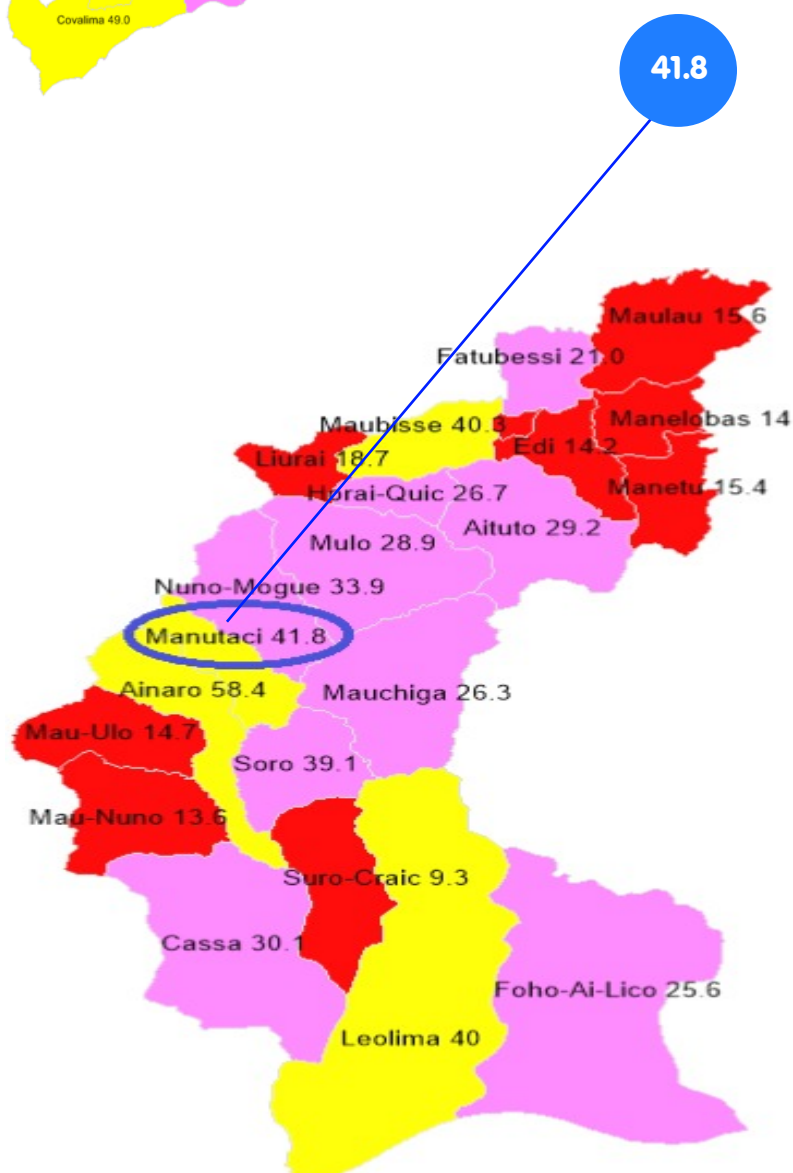 Covalima 49.0
41.8
Maulau 15.6
Fatubessi 21.0
Manelobas 14
Maubisse 40.3
Edi 14.2
Liurai 18.7
Manetu 15.4
Horai-Quic 26.7
Aituto 29.2
Mulo 28.9
Nuno-Mogue 33.9
Manutaci 41.8
Ainaro 58.4
Mauchiga 26.3
Mau-Ulo 14.7
Soro 39.1
Mau-Nuno 13.6
Suro-Craic 9.3
Cassa 30.1
Foho-Ai-Lico 25.6
Leolima 40